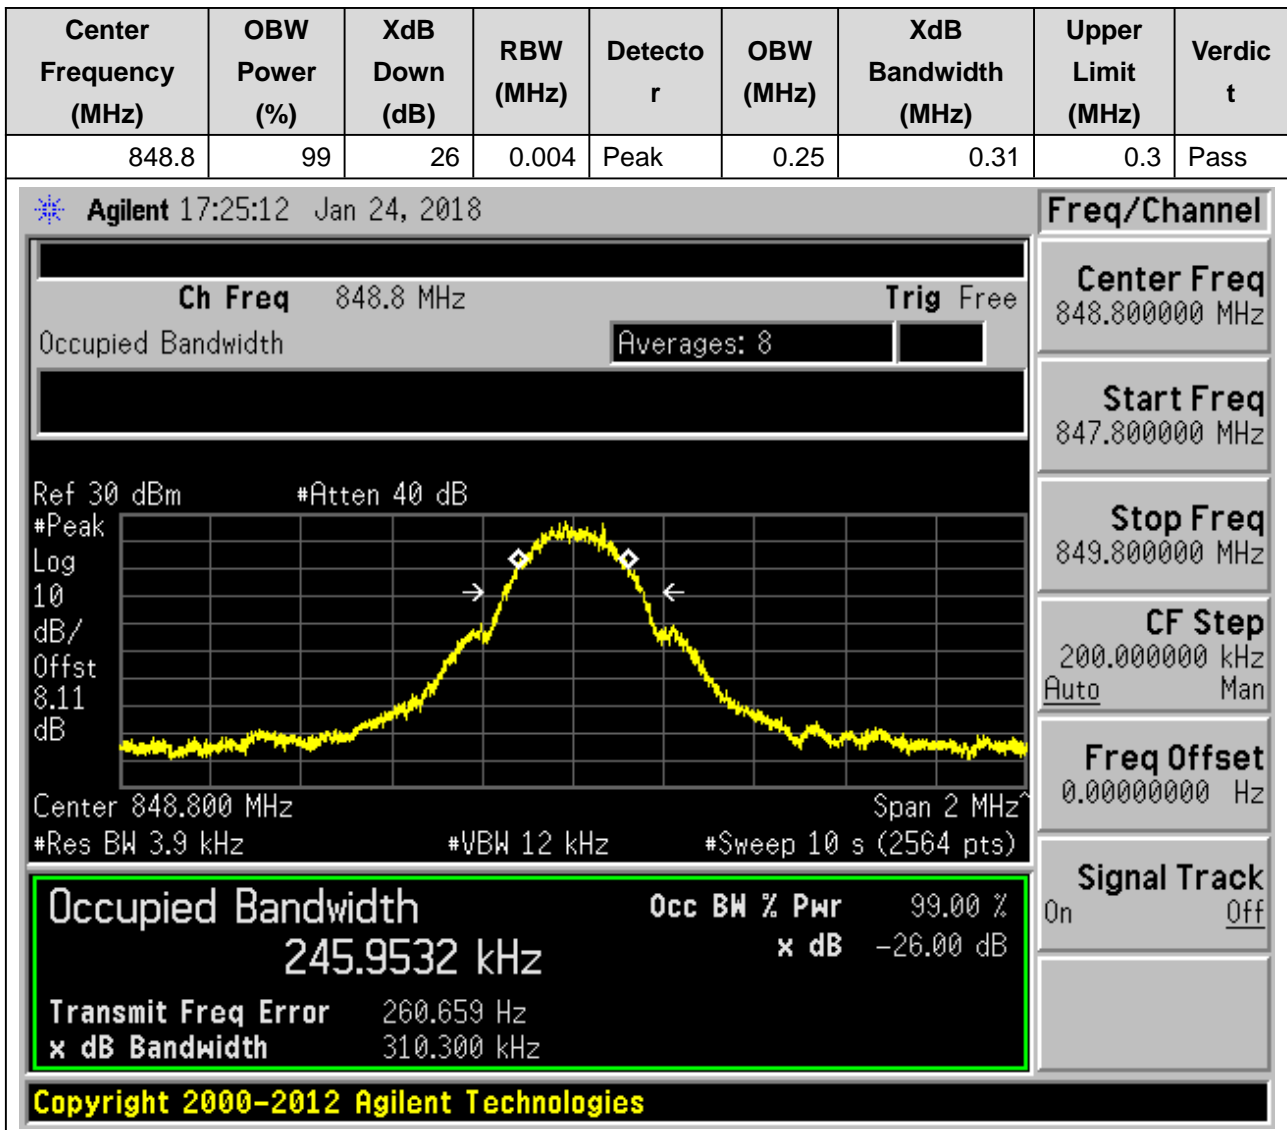 Center Frequency (MHz) OBW Power (%) XdB Down (dB) RBW (MHz) Detecto r OBW (MHz) XdB Bandwidth (MHz) Upper Limit (MHz) Verdic t
848.8 99 26 0.004 Peak 0.25 0.31 0.3 Pass
Agilent 17:25:12 Jan 24, 2018
Freq/Channel
Ch Freq 848.8 MHz Trig Free
Occupied Bandwidth Averages: 8
Ref 30 dBm #Atten 40 dB
#Peak
Log
10
dB/
Offst
8.11
dB
Center 848.800 MHz Span 2 MHz^
#Res BW 3.9 kHz #VBW 12 kHz #Sweep 10 s (2564 pts)
Occupied Bandwidth Occ BW % Pwr 99.00 %
245.9532 kHz x dB -26.00 dB
Transmit Freq Error 260.659 Hz
x dB Bandwidth 310.300 kHz
Center Freq
848.800000 MHz
Start Freq
847.800000 MHz
Stop Freq
849.800000 MHz
CF Step
200.000000 kHz
Auto Man
Freq Offset
0.00000000 Hz
Signal Track
On Off
Copyright 2000-2012 Agilent Technologies